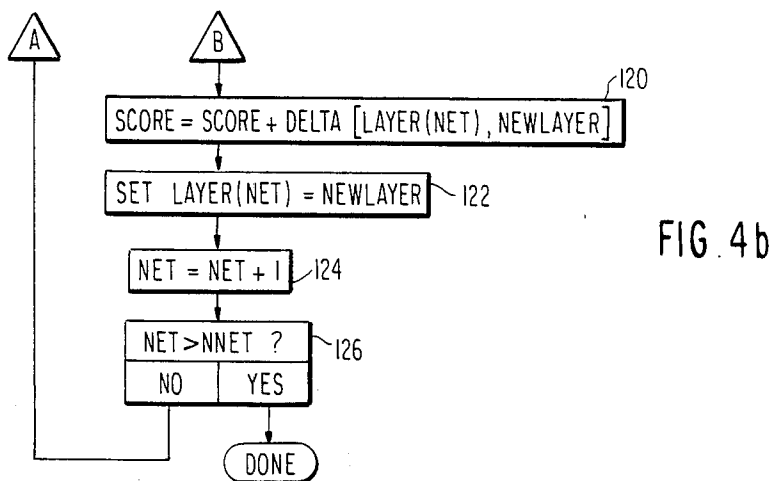 A
B
120
SCORE = SCORE + DELTA [LAYER(NET), NEWLAYER]
SET LAYER(NET) = NEWLAYER
122
NET = NET + 1
124
FIG. 4b
NET>NNET ?
126
NO
YES
DONE